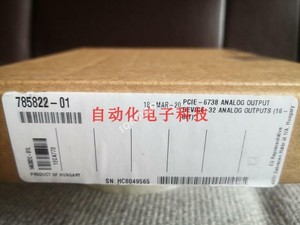 785822-01
18-MAR-20
PCIE-6738 ANALOG OUTPUT
DEVICE, 32 ANALOG OUTPUTS (16-
自动化电子科技
PRODUCT OF HUNGARY
SN: HC8049565